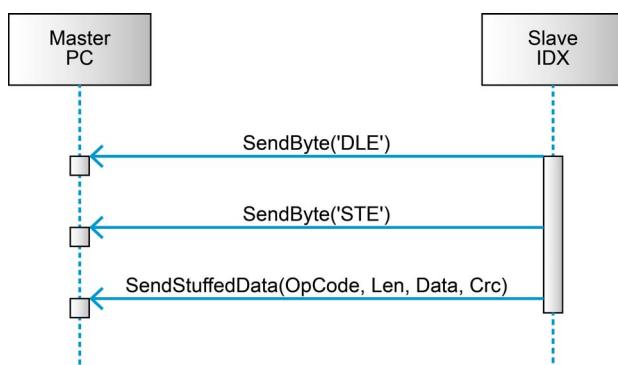 Master
PC
Slave
IDX
SendByte('DLE')
SendByte('STE')
SendStuffedData(OpCode, Len, Data, Crc)